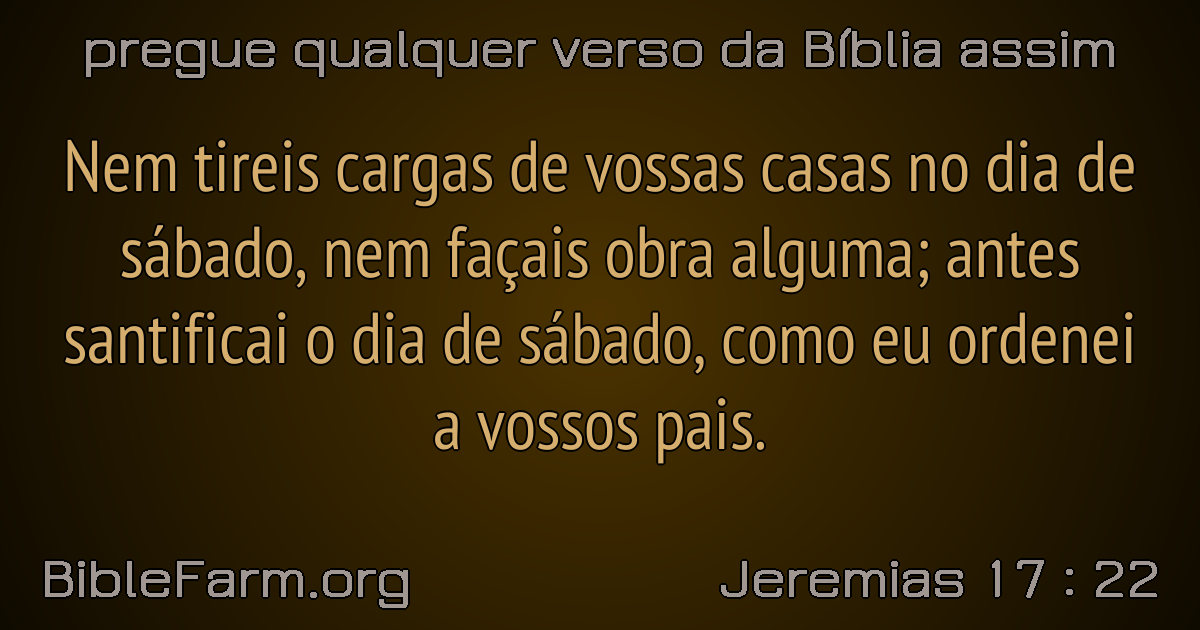 pregue qualquer verso da Bíblia assim
Nem tireis cargas de vossas casas no dia de
sábado, nem façais obra alguma; antes
santificai o dia de sábado, como eu ordenei
a vossos pais.
BibleFarm.org
Jeremias 17 : 22